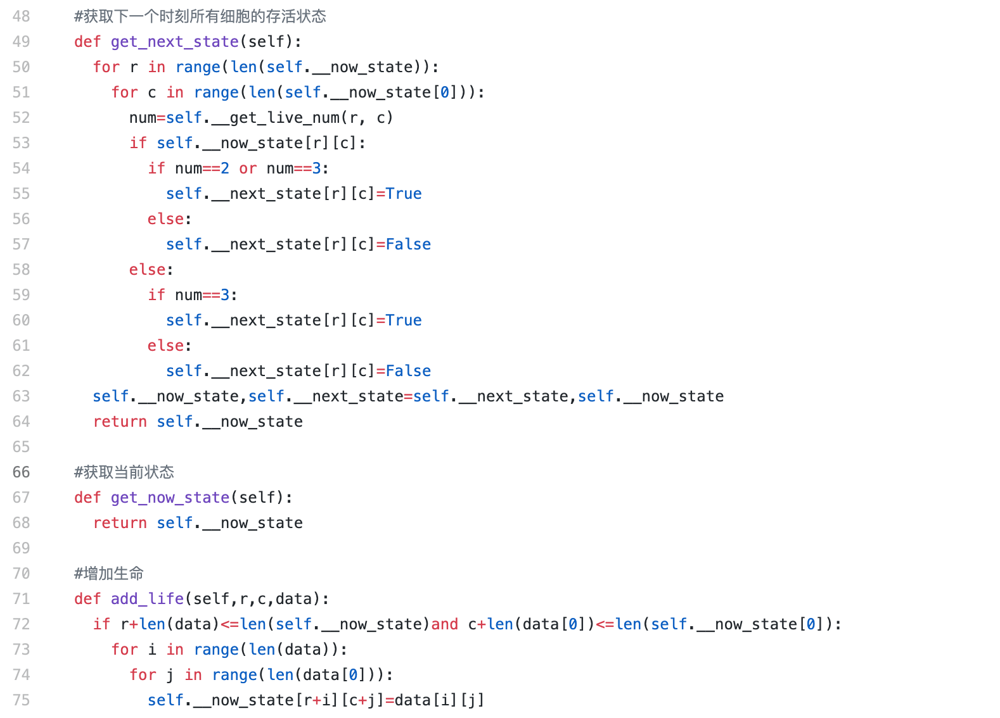 48 #获取下一个时刻所有细胞的存活状态
49 def get_next_state(self):
50 for r in range(len(self.__now_state)):
51 for c in range(len(self.__now_state[0])):
52 num=self.__get_live_num(r, c)
53 if self.__now_state[r][c]:
54 if num==2 or num==3:
55 self.__next_state[r][c]=True
56 else:
57 self.__next_state[r][c]=False
58 else:
59 if num==3:
60 self.__next_state[r][c]=True
61 else:
62 self.__next_state[r][c]=False
63 self.__now_state,self.__next_state=self.__next_state,self.__now_state
64 return self.__now_state
65
66 #获取当前状态
67 def get_now_state(self):
68 return self.__now_state
69
70 #增加生命
71 def add_life(self,r,c,data):
72 if r+len(data)<=len(self.__now_state)and c+len(data[0])<=len(self.__now_state[0]):
73 for i in range(len(data)):
74 for j in range(len(data[0])):
75 self.__now_state[r+i][c+j]=data[i][j]